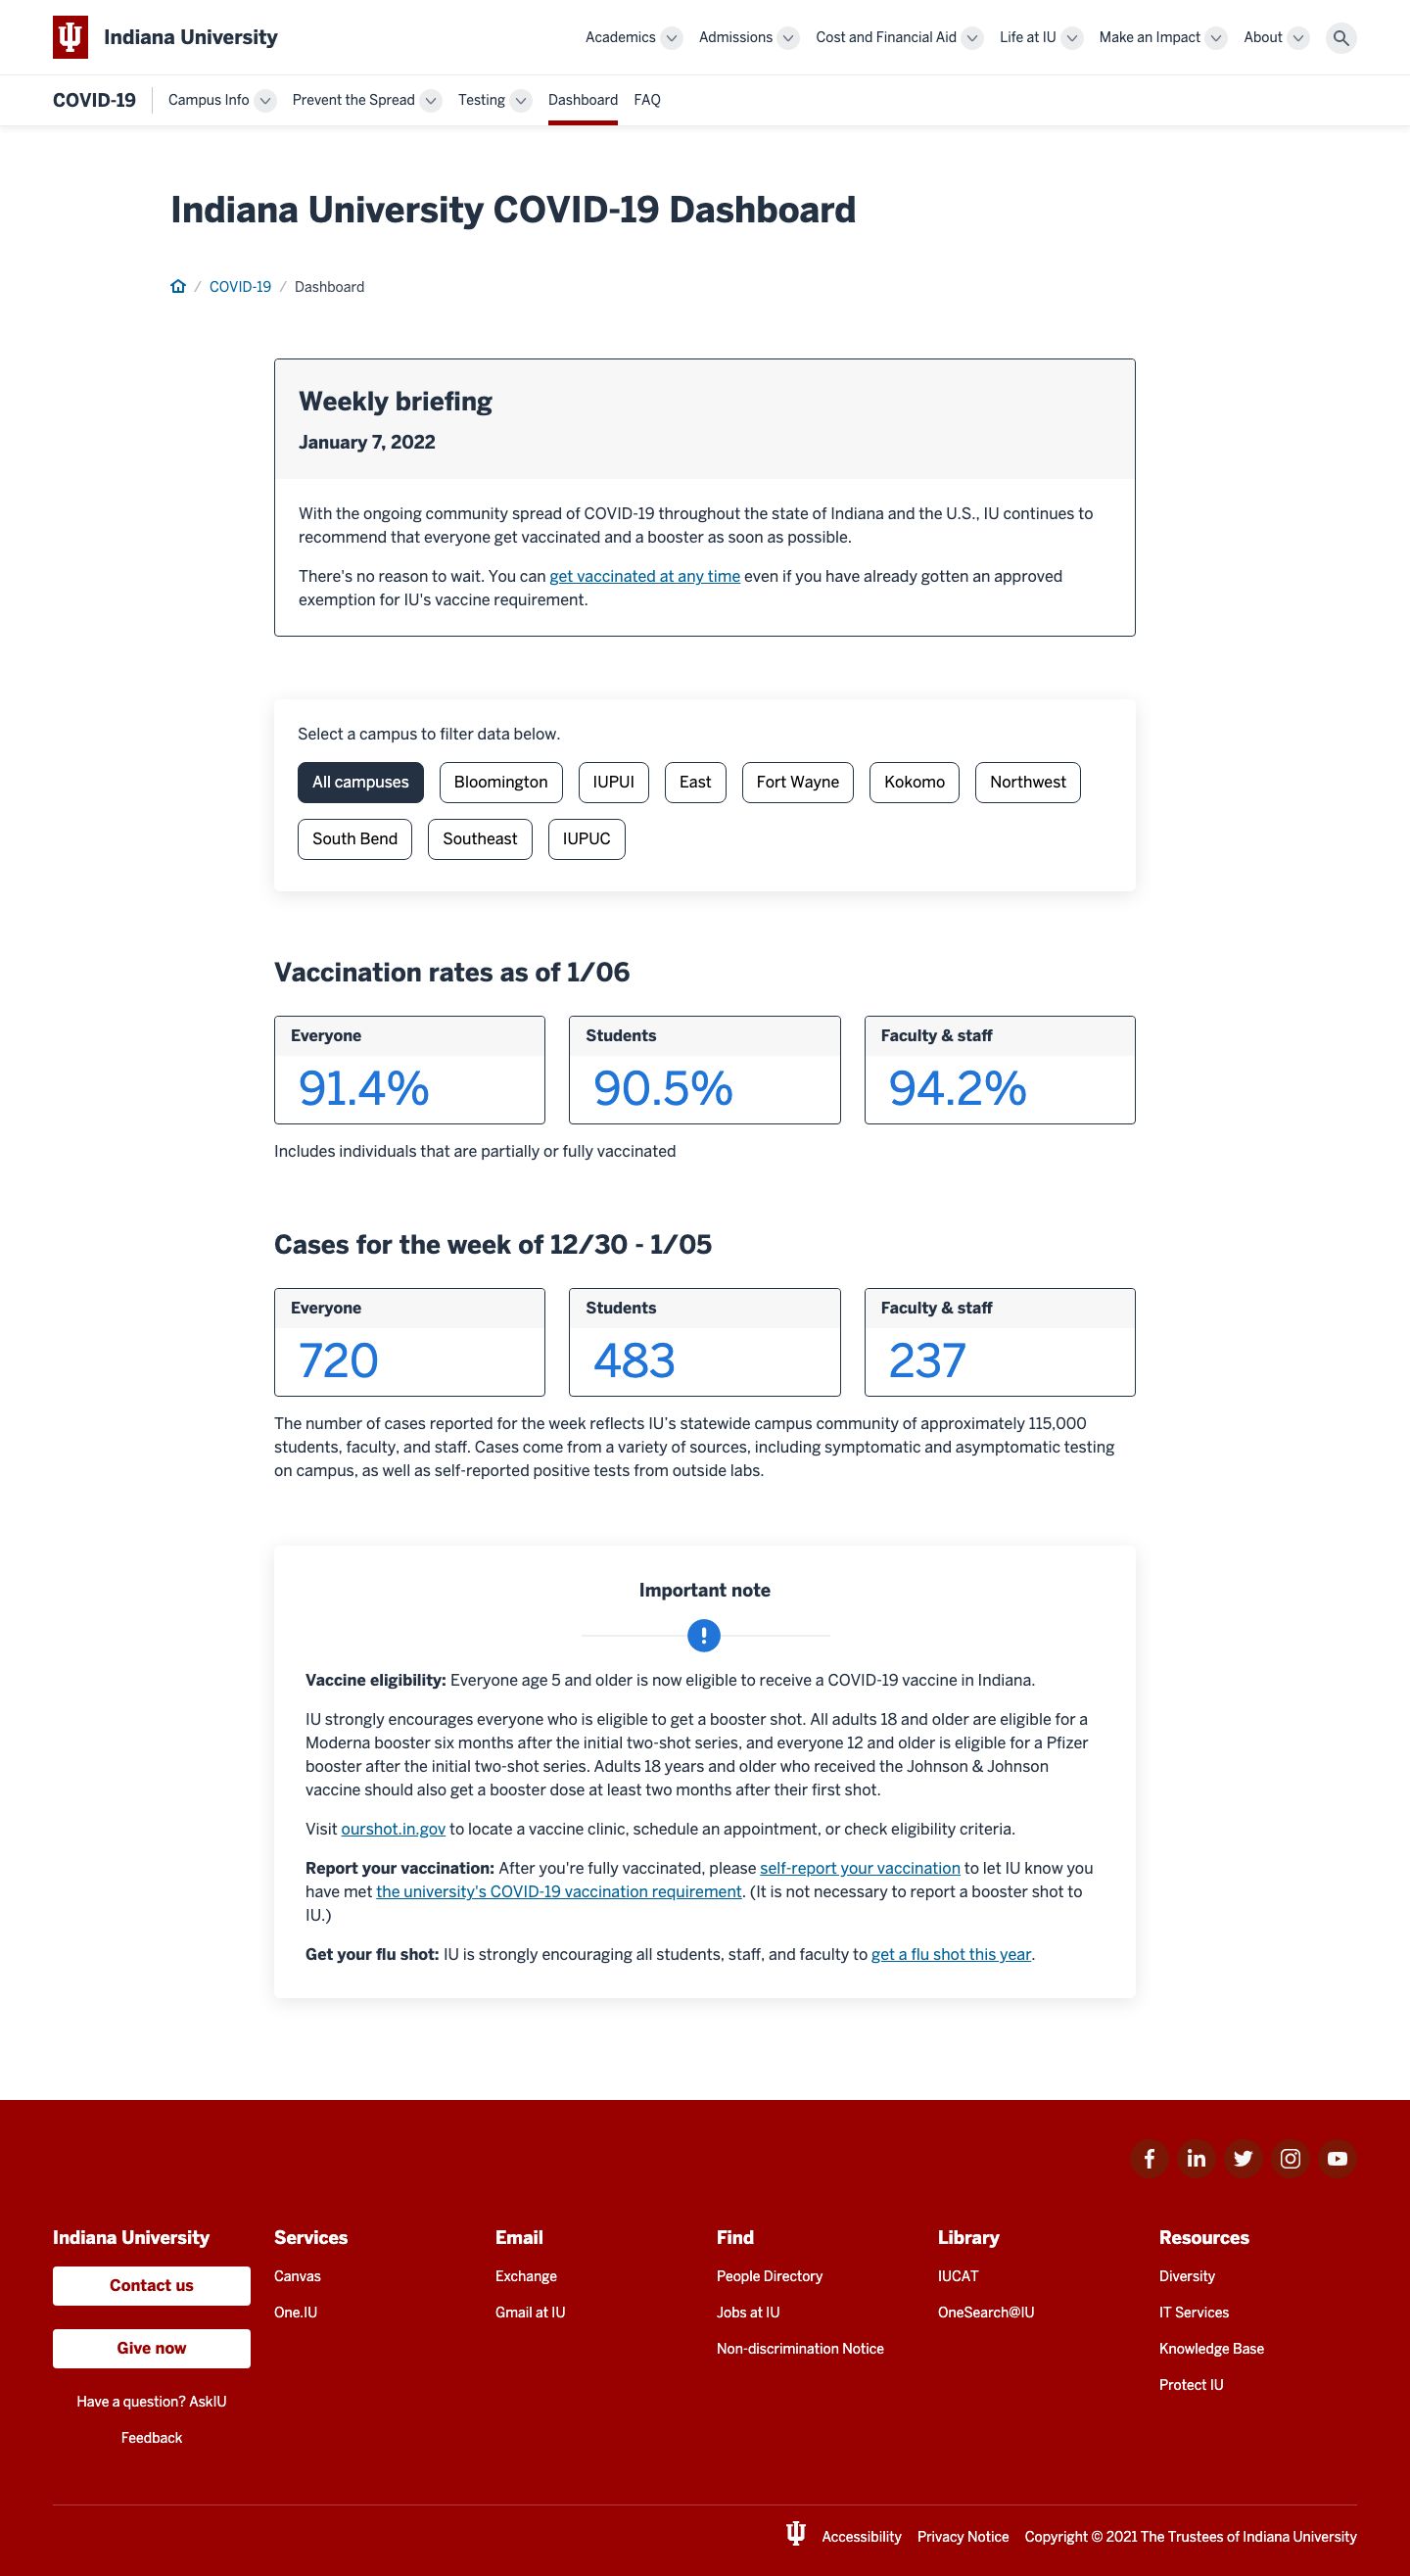 Indiana University
Academics
Admissions
Cost and Financial Aid
Life at IU
Make an Impact
About
COVID-19
Campus Info
Prevent the Spread
Testing
Dashboard
FAQ
Indiana University COVID-19 Dashboard
/ COVID-19 / Dashboard
Weekly briefing
January 7, 2022
With the ongoing community spread of COVID-19 throughout the state of Indiana and the U.S., IU continues to
recommend that everyone get vaccinated and a booster as soon as possible.
There's no reason to wait. You can get vaccinated at any time even if you have already gotten an approved
exemption for IU's vaccine requirement.
Select a campus to filter data below.
All campuses
Bloomington
IUPUI
East
Fort Wayne
Kokomo
Northwest
South Bend
Southeast
IUPUC
Vaccination rates as of 1/06
Everyone
91.4%
Students
90.5%
Faculty & staff
94.2%
Includes individuals that are partially or fully vaccinated
Cases for the week of 12/30 - 1/05
Everyone
720
Students
483
Faculty & staff
237
The number of cases reported for the week reflects IU's statewide campus community of approximately 115,000
students, faculty, and staff. Cases come from a variety of sources, including symptomatic and asymptomatic testing
on campus, as well as self-reported positive tests from outside labs.
Important note
Vaccine eligibility: Everyone age 5 and older is now eligible to receive a COVID-19 vaccine in Indiana.
IU strongly encourages everyone who is eligible to get a booster shot. All adults 18 and older are eligible for a
Moderna booster six months after the initial two-shot series, and everyone 12 and older is eligible for a Pfizer
booster after the initial two-shot series. Adults 18 years and older who received the Johnson & Johnson
vaccine should also get a booster dose at least two months after their first shot.
Visit ourshot.in.gov to locate a vaccine clinic, schedule an appointment, or check eligibility criteria.
Report your vaccination: After you're fully vaccinated, please self-report your vaccination to let IU know you
have met the university's COVID-19 vaccination requirement. (It is not necessary to report a booster shot to
IU.)
Get your flu shot: IU is strongly encouraging all students, staff, and faculty to get a flu shot this year.
Indiana University
Contact us
Give now
Have a question? AskIU
Feedback
Services
Canvas
One.IU
Email
Exchange
Gmail at IU
Find
People Directory
Jobs at IU
Non-discrimination Notice
Library
IUCAT
OneSearch@IU
Resources
Diversity
IT Services
Knowledge Base
Protect IU
Accessibility
Privacy Notice
Copyright © 2021 The Trustees of Indiana University